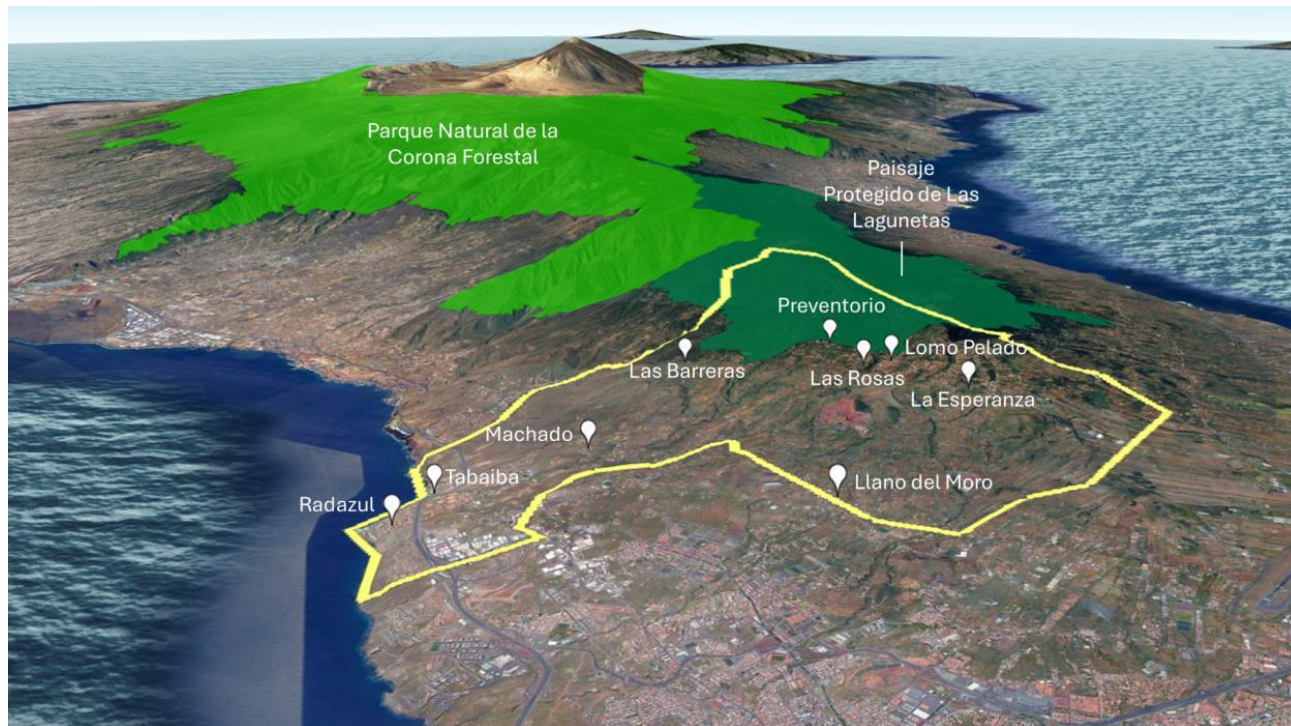 Parque Natural de la
Corona Forestal
Paisaje
Protegido de Las
Lagunetas
Preventorio
Las Barreras
Lomo Pelado
Las Rosas
La Esperanza
Machado
Tabaiba
Llano del Moro
Radazul